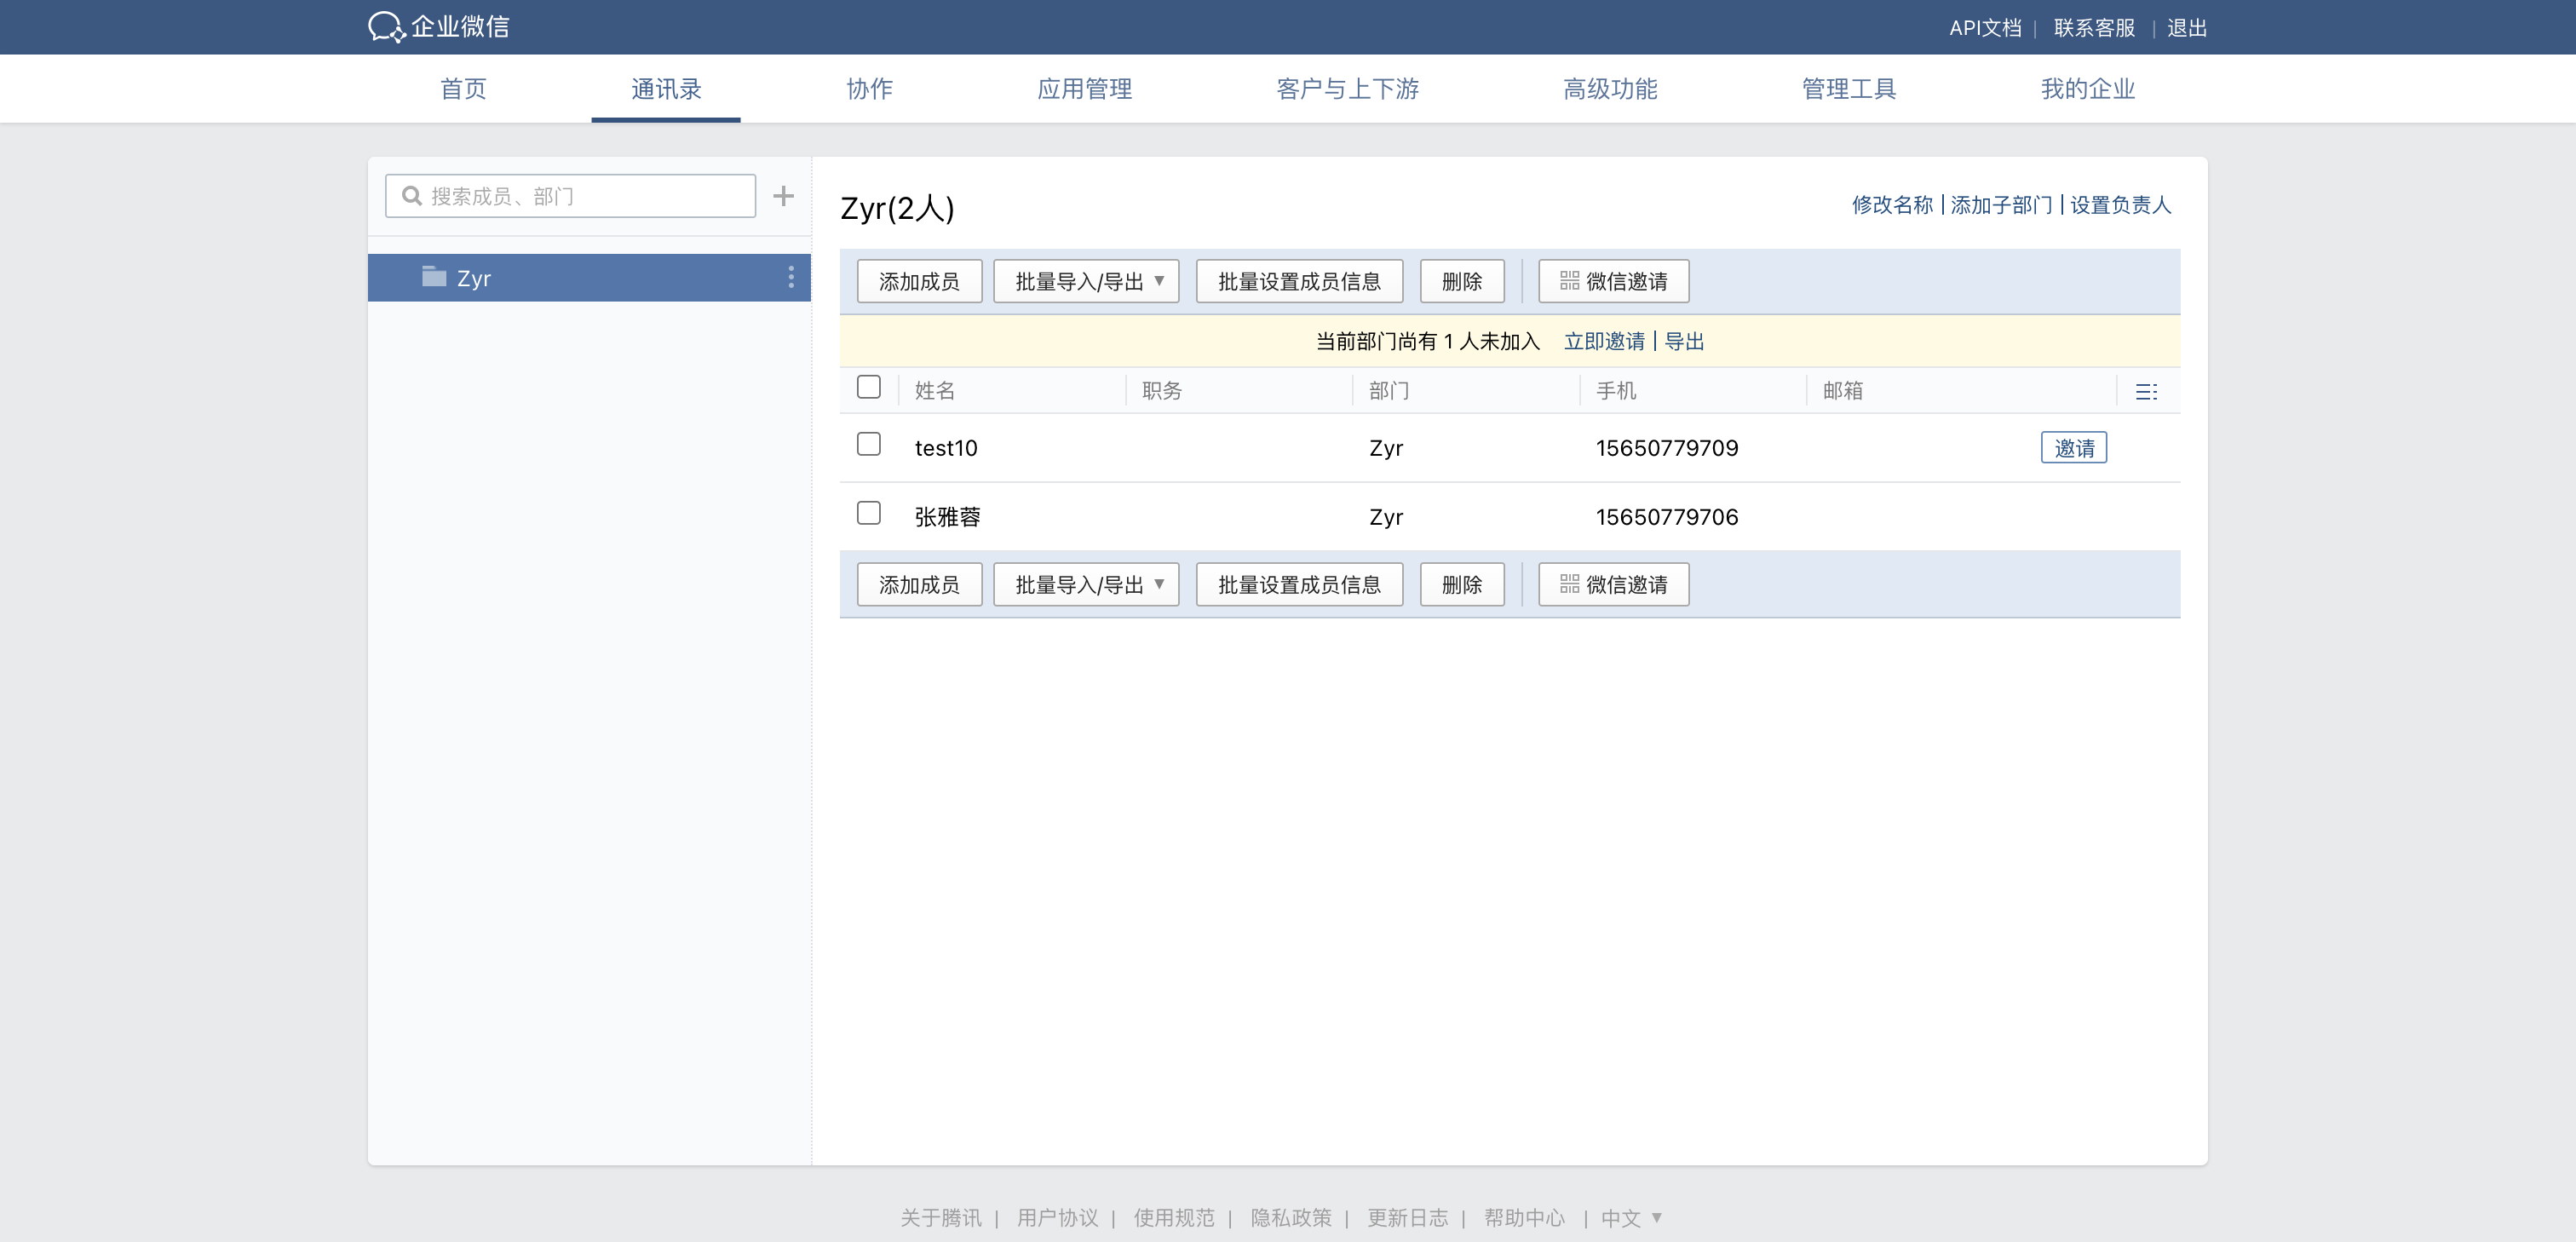 企业微信
API文档 | 联系客服 | 退出
首页 通讯录 协作 应用管理 客户与上下游 高级功能 管理工具 我的企业
搜索成员、部门
Zyr
Zyr(2人)
修改名称 | 添加子部门 | 设置负责人
添加成员 批量导入/导出 ▼ 批量设置成员信息 删除 微信邀请
当前部门尚有 1 人未加入 立即邀请 | 导出
姓名 职务 部门 手机 邮箱
test10 Zyr 15650779709 邀请
张雅蓉 Zyr 15650779706
添加成员 批量导入/导出 ▼ 批量设置成员信息 删除 微信邀请
关于腾讯 | 用户协议 | 使用规范 | 隐私政策 | 更新日志 | 帮助中心 | 中文 ▼